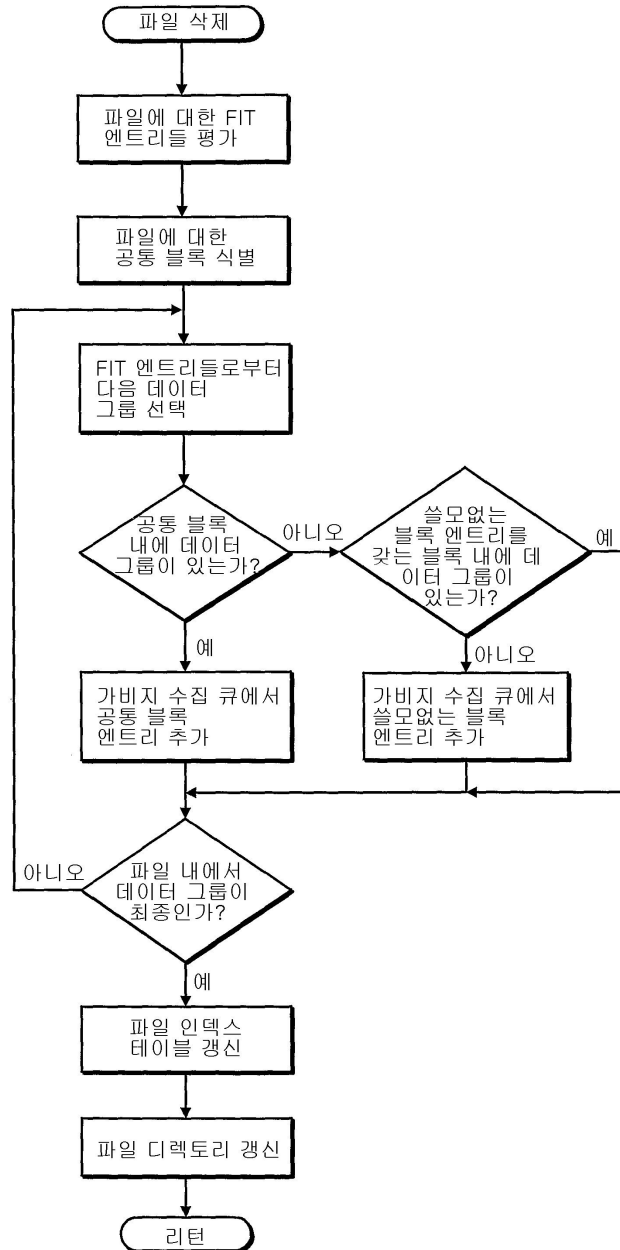 파일 삭제
파일에 대한 FIT
엔트리들 평가
파일에 대한
공통 블록 식별
FIT 엔트리들로부터
다음 데이터
그룹 선택
공통 블록
내에 데이터
그룹이 있는가?
아니오
쓸모없는
블록 엔트리를
갖는 블록 내에 데
이터 그룹이
있는가?
예
예
아니오
가비지 수집 큐에서
공통 블록
엔트리 추가
가비지 수집 큐에서
쓸모없는 블록
엔트리 추가
아니오
파일 내에서
데이터 그룹이
최종인가?
예
파일 인덱스
테이블 갱신
파일 디렉토리 갱신
리턴